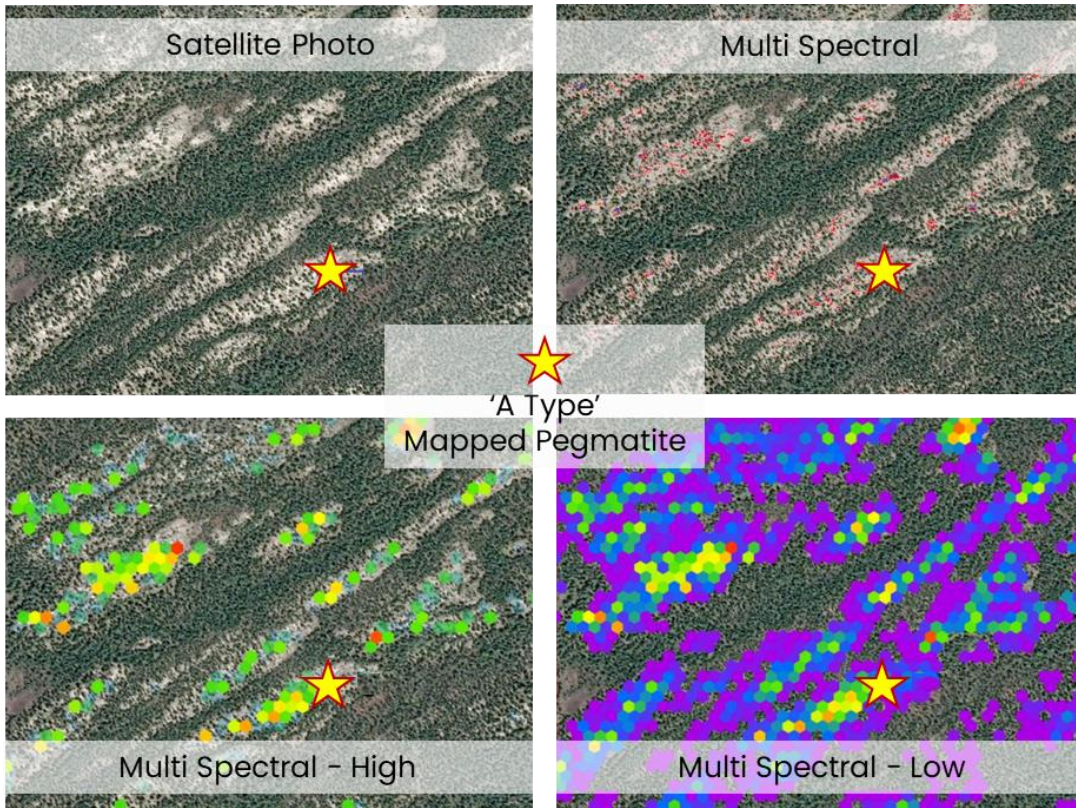 Satellite Photo
Multi Spectral
‘A Type’
Mapped Pegmatite
Multi Spectral - High
Multi Spectral - Low